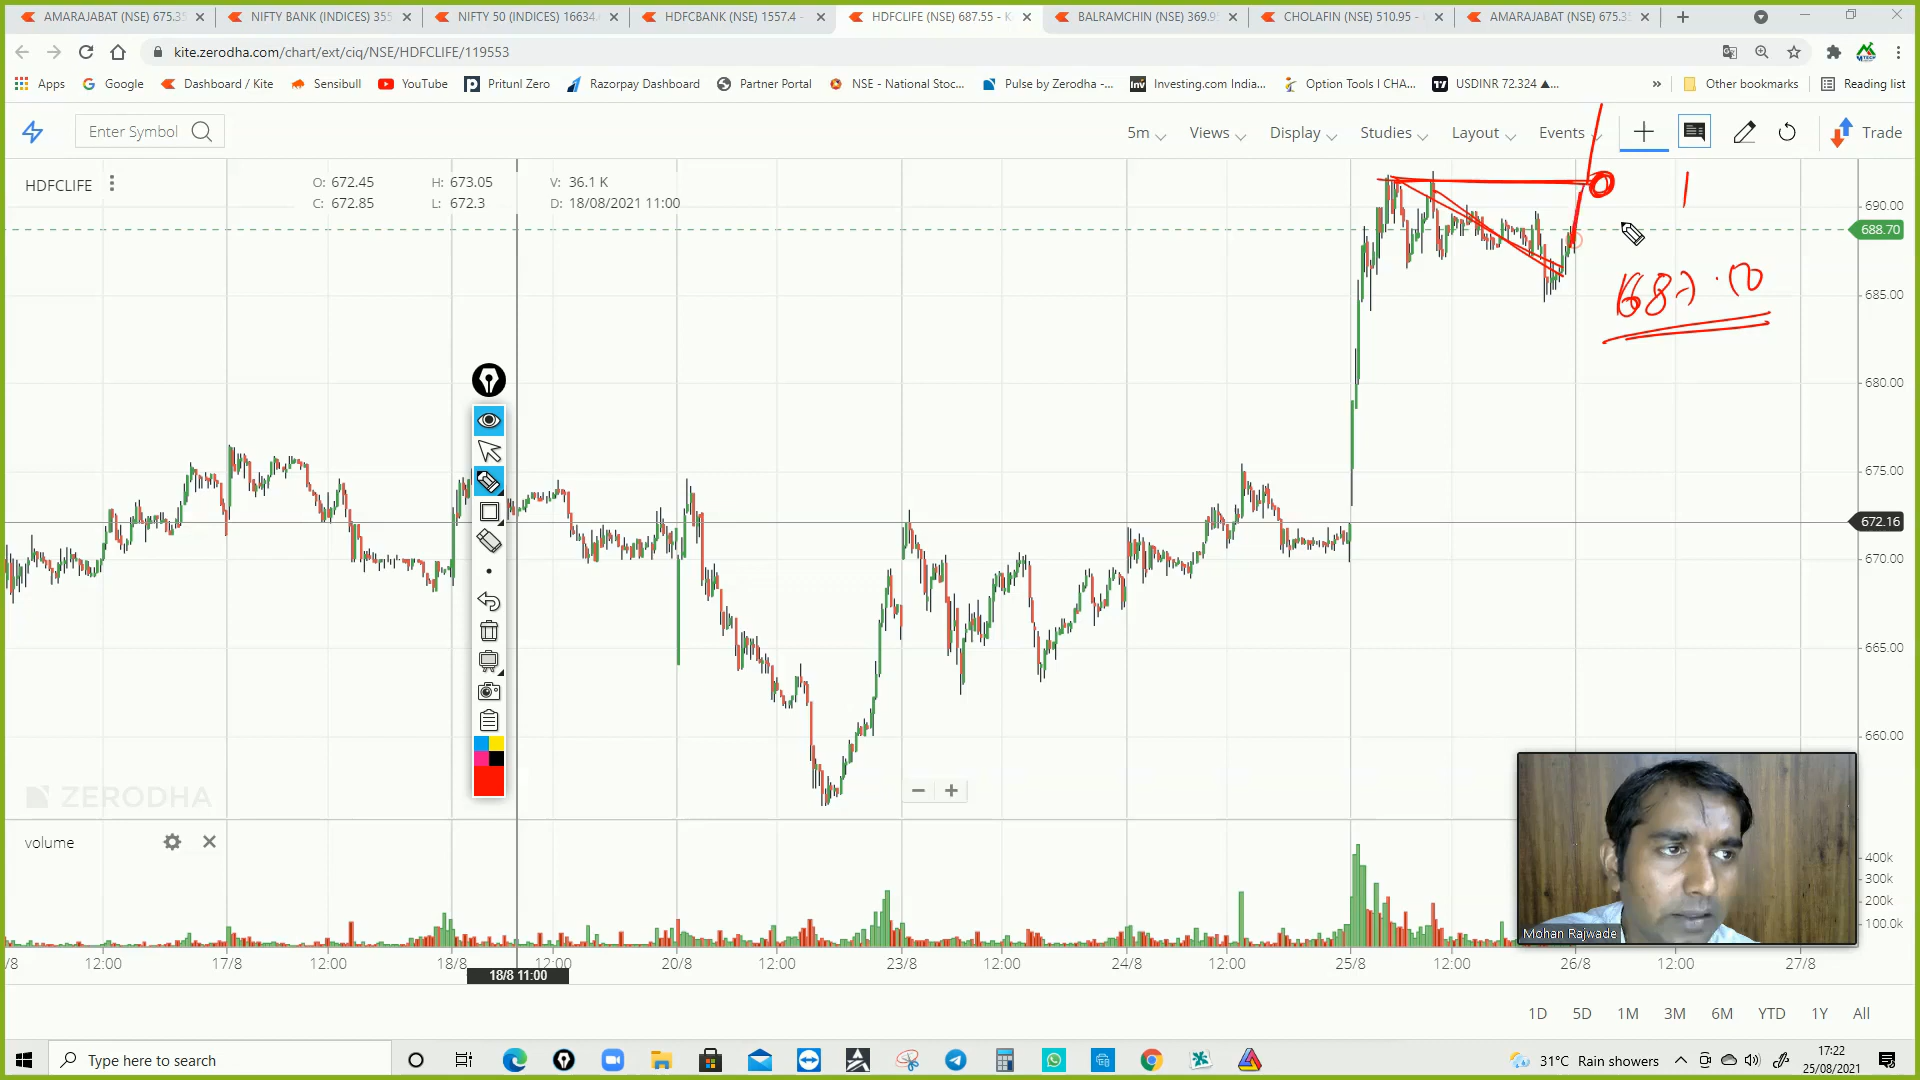 AMARAJABAT (NSE) 675.35
NIFTY BANK (INDICES) 355
NIFTY 50 (INDICES) 16634.
HDFCBANK (NSE) 1557.4 -
HDFCLIFE (NSE) 687.55 - K
BALRAMCHIN (NSE) 369.95
CHOLAFIN (NSE) 510.95 - K
AMARAJABAT (NSE) 675.35
kite.zerodha.com/chart/ext/ciq/NSE/HDFCLIFE/119553
Apps Google Dashboard / Kite Sensibull YouTube Pritunl Zero Razorpay Dashboard Partner Portal NSE - National Stoc... Pulse by Zerodha -... Investing.com India... Option Tools I CHA... USDINR 72.324 ▲... » Other bookmarks Reading list
Enter Symbol 5m Views Display Studies Layout Events Trade
HDFCLIFE
O: 672.45 H: 673.05 V: 36.1 K
C: 672.85 L: 672.3 D: 18/08/2021 11:00
690.00
688.70
685.00
680.00
675.00
672.16
670.00
665.00
660.00
ZERODHA
volume
400k
300k
200k
100.0k
Mohan Rajwade
/8 12:00 17/8 12:00 18/8 12:00 20/8 12:00 23/8 12:00 24/8 12:00 25/8 12:00 26/8 12:00 27/8
18/8 11:00
1D 5D 1M 3M 6M YTD 1Y All
Type here to search
31°C Rain showers
17:22
25/08/2021